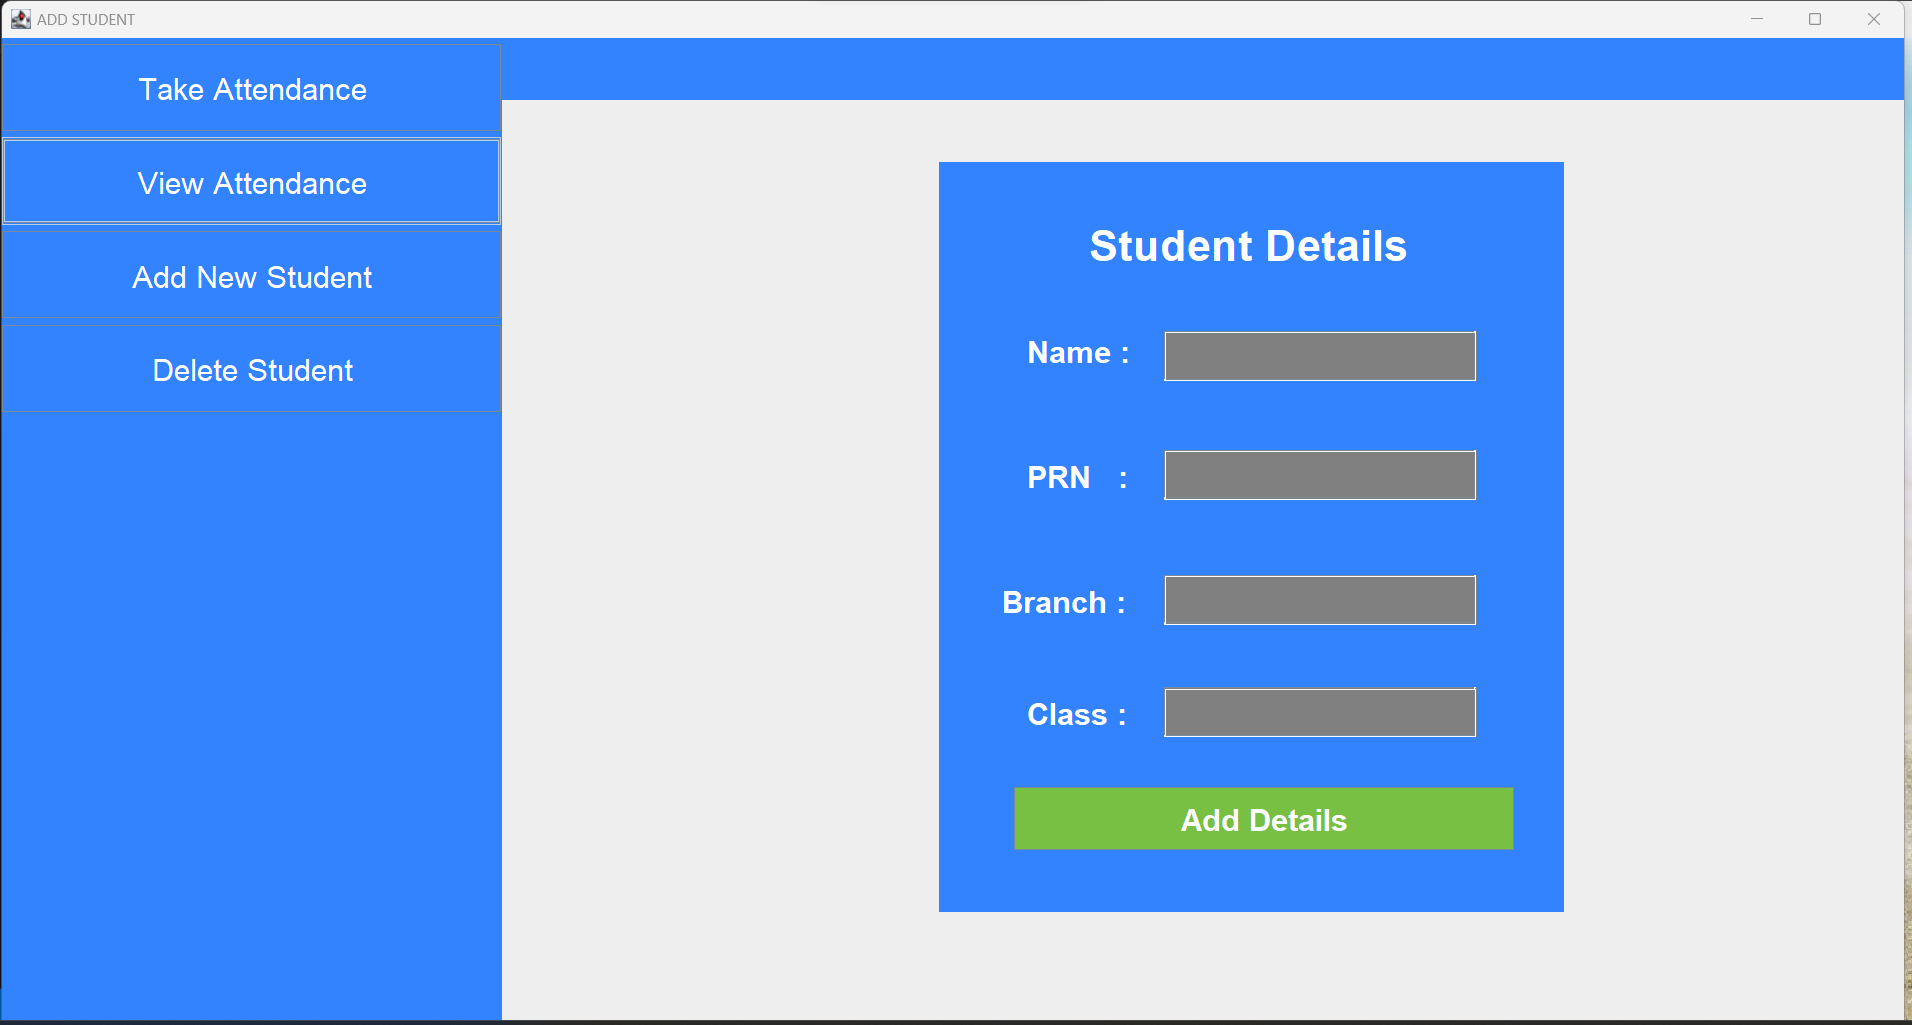 ADD STUDENT
Take Attendance
View Attendance
Add New Student
Delete Student
Student Details
Name :
PRN :
Branch :
Class :
Add Details